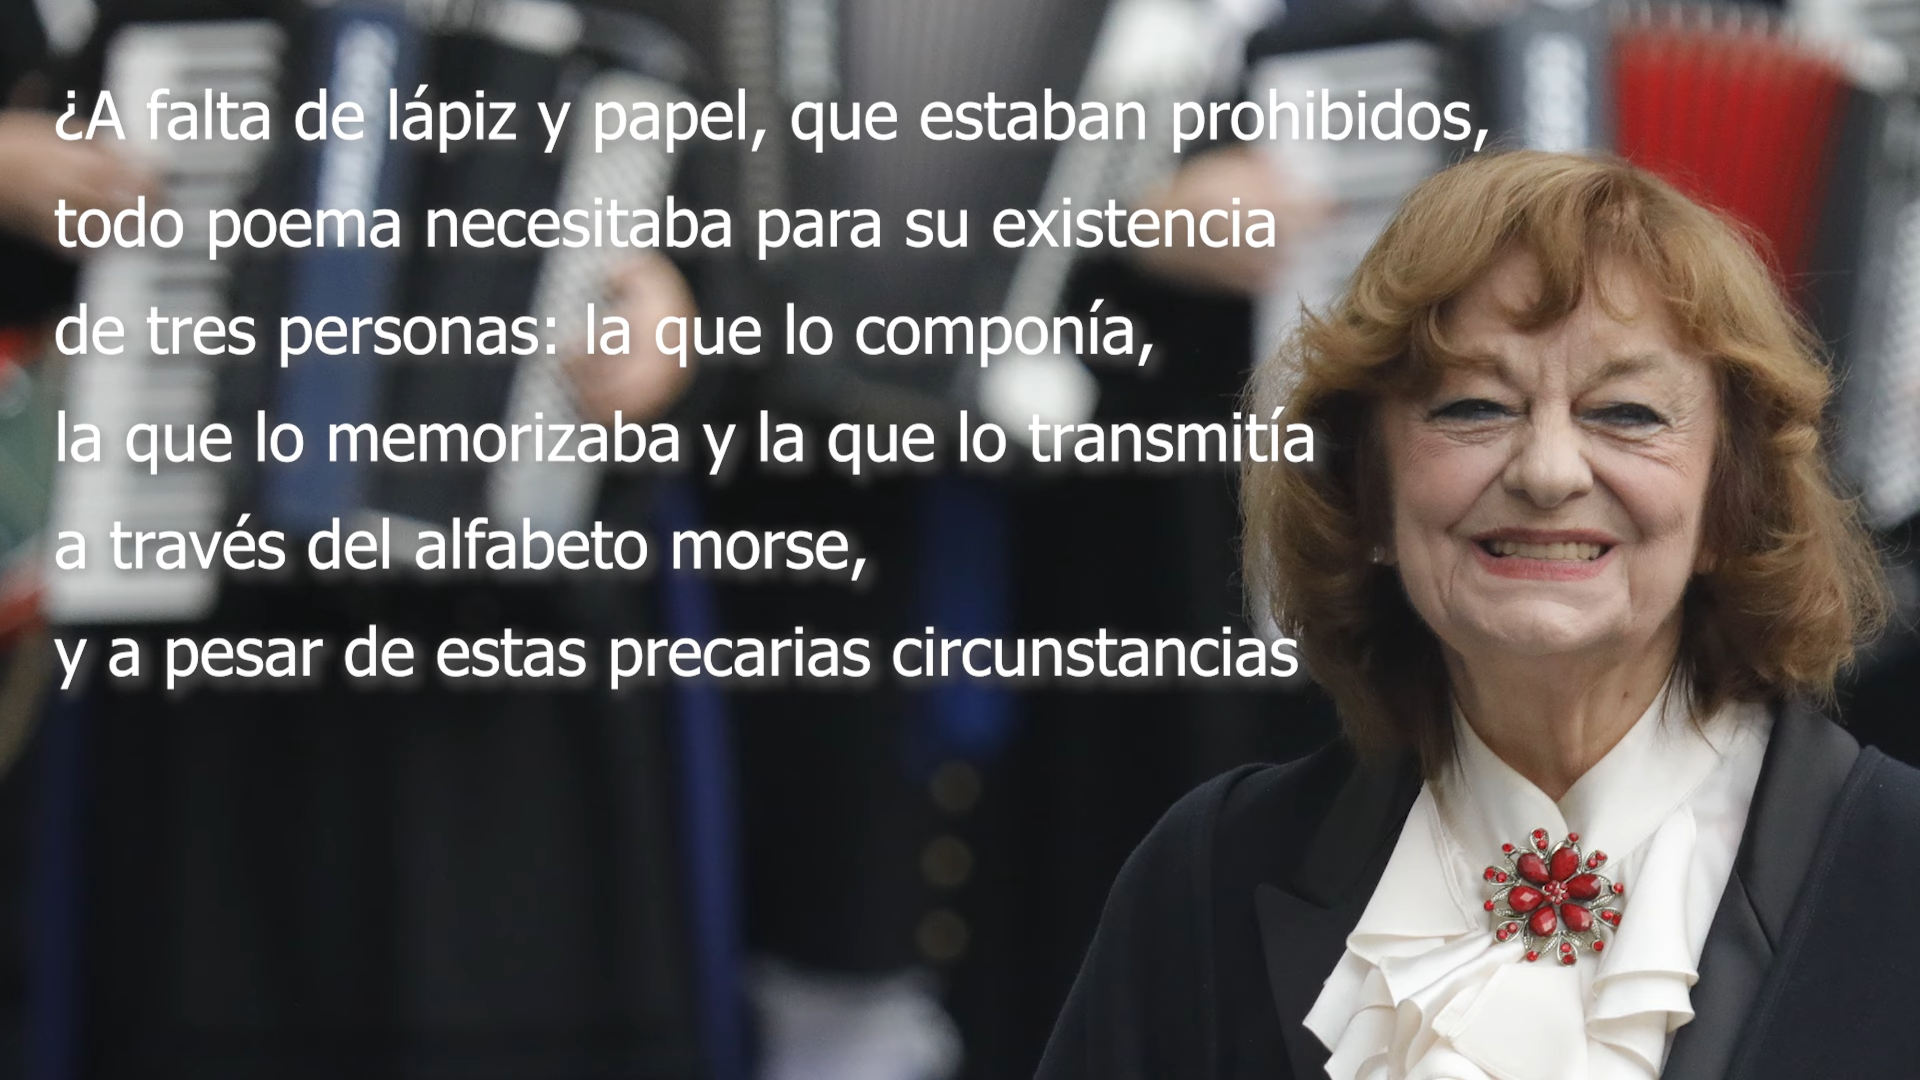 ¿A falta de lápiz y papel, que estaban prohibidos,
todo poema necesitaba para su existencia
de tres personas: la que lo componía,
la que lo memorizaba y la que lo transmitía
a través del alfabeto morse,
y a pesar de estas precarias circunstancias